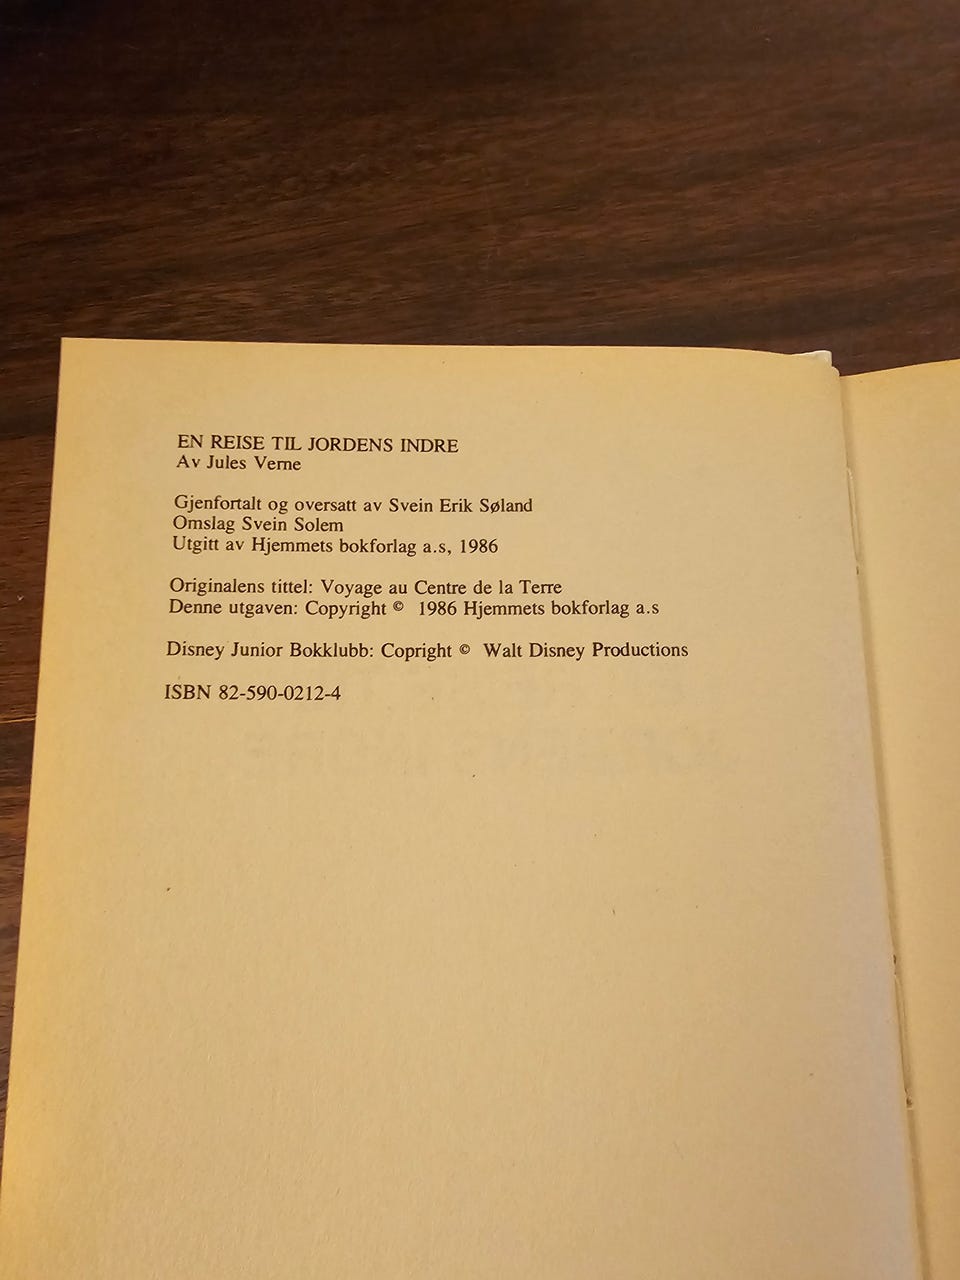 EN REISE TIL JORDENS INDRE
Av Jules Verne
Gjenfortalt og oversatt av Svein Erik Søland
Omslag Svein Solem
Utgitt av Hjemmets bokforlag a.s, 1986
Originalens tittel: Voyage au Centre de la Terre
Denne utgaven: Copyright © 1986 Hjemmets bokforlag a.s
Disney Junior Bokklubb: Copright © Walt Disney Productions
ISBN 82-590-0212-4